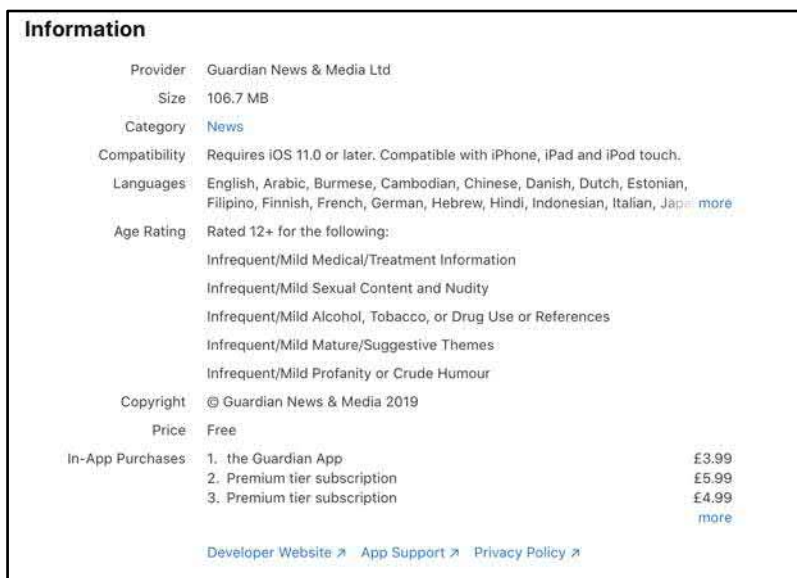 Information
Provider Guardian News & Media Ltd
Size 106.7 MB
Category News
Compatibility Requires iOS 11.0 or later. Compatible with iPhone, iPad and iPod touch.
Languages English, Arabic, Burmese, Cambodian, Chinese, Danish, Dutch, Estonian,
Filipino, Finnish, French, German, Hebrew, Hindi, Indonesian, Italian, more
Age Rating Rated 12+ for the following:
Infrequent/Mild Medical/Treatment Information
Infrequent/Mild Sexual Content and Nudity
Infrequent/Mild Alcohol, Tobacco, or Drug Use or References
Infrequent/Mild Mature/Suggestive Themes
Infrequent/Mild Profanity or Crude Humour
Copyright © Guardian News & Media 2019
Price Free
In-App Purchases 1. the Guardian App £3.99
2. Premium tier subscription £5.99
3. Premium tier subscription £4.99
more
Developer Website ↗ App Support ↗ Privacy Policy ↗